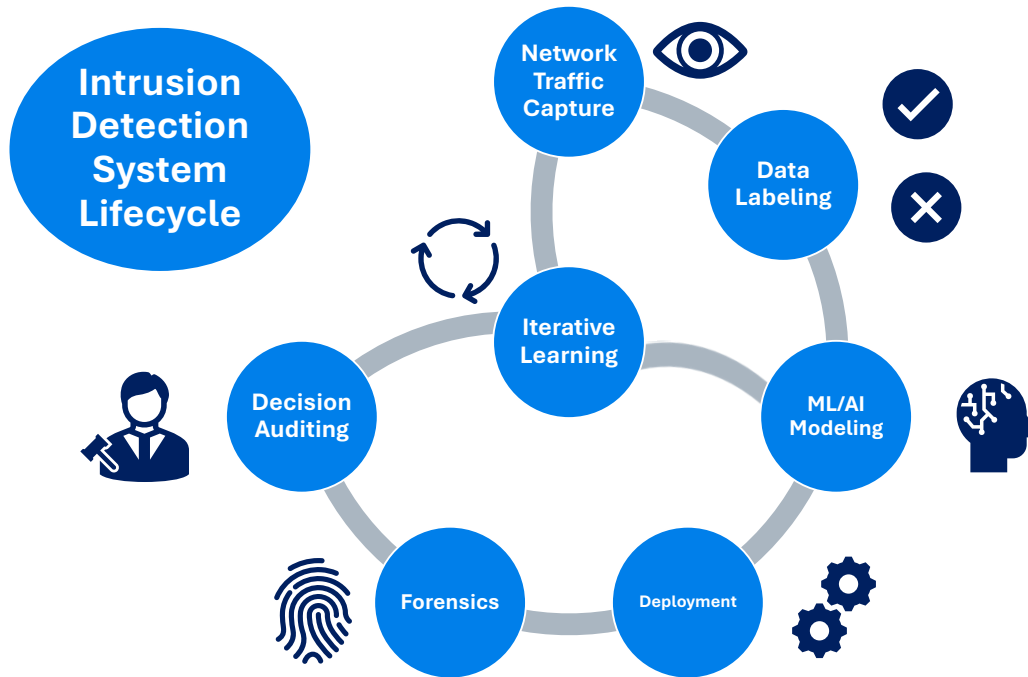 Intrusion
Detection
System
Lifecycle
Network
Traffic
Capture
Data
Labeling
Iterative
Learning
Decision
Auditing
ML/AI
Modeling
Forensics
Deployment